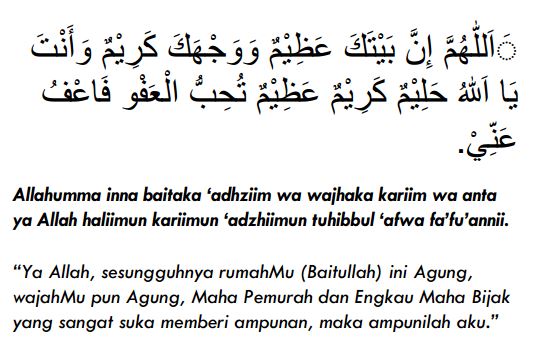 َاَللّٰهُمَّ إِنَّ بَيْتَكَ عَظِيْمٌ وَوَجْهَكَ كَرِيْمٌ وَأَنْتَ
يَا اَللهُ حَلِيْمٌ كَرِيْمٌ عَظِيْمٌ تُحِبُّ الْعَفْو فَاعْفُ
عَنِّيْ.
Allahumma inna baitaka ‘adhziim wa wajhaka kariim wa anta
ya Allah haliimun kariimun ‘adzhiimun tuhibbul ‘afwa fa’fu’annii.
“Ya Allah, sesungguhnya rumahMu (Baitullah) ini Agung,
wajahMu pun Agung, Maha Pemurah dan Engkau Maha Bijak
yang sangat suka memberi ampunan, maka ampunilah aku.”